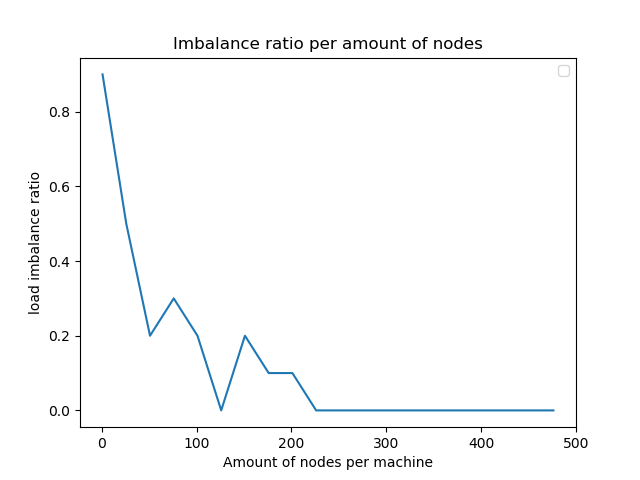 Imbalance ratio per amount of nodes
load imbalance ratio
0.8
0.6
0.4
0.2
0.0
0 100 200 300 400 500
Amount of nodes per machine